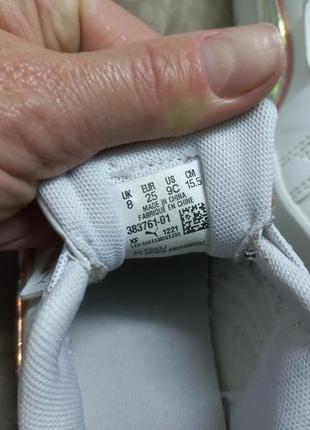 UK EUR US CM
8 25 9C 15.5
MADE IN CHINA
FABRIQUÉ EN CHINE
383761-01
XF 1221